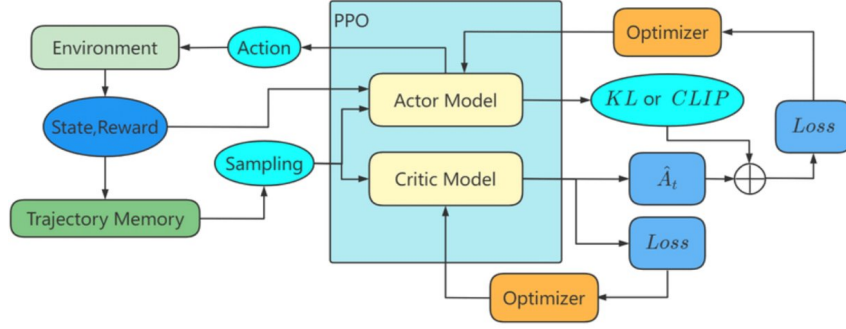 PPO
Environment
Action
Optimizer
Actor Model
KL or CLIP
State,Reward
Loss
Sampling
Critic Model
Â_t
Trajectory Memory
Loss
Optimizer